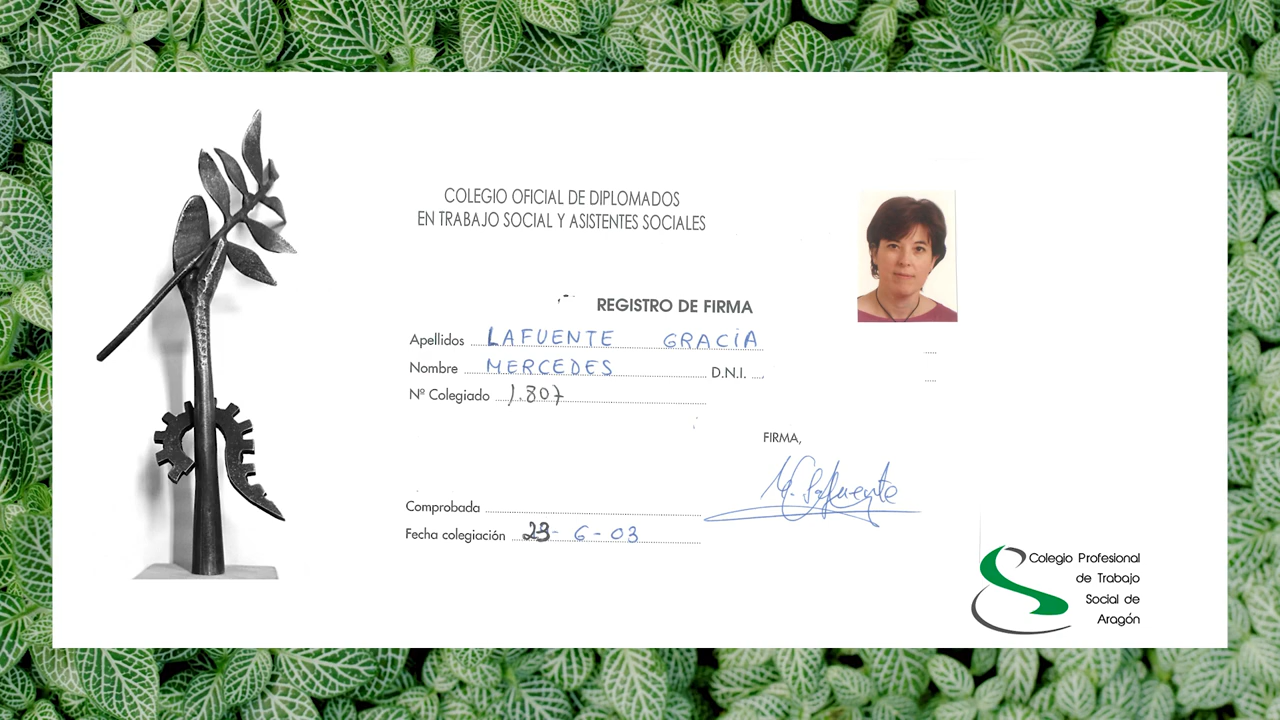 COLEGIO OFICIAL DE DIPLOMADOS
EN TRABAJO SOCIAL Y ASISTENTES SOCIALES
REGISTRO DE FIRMA
Apellidos LAFUENTE GRACIA
Nombre MERCEDES D.N.I.
Nº Colegiado 1.807
FIRMA,
M. Lafuente
Comprobada
Fecha colegiación 23- 6 - 03
Colegio Profesional
de Trabajo
Social de
Aragón